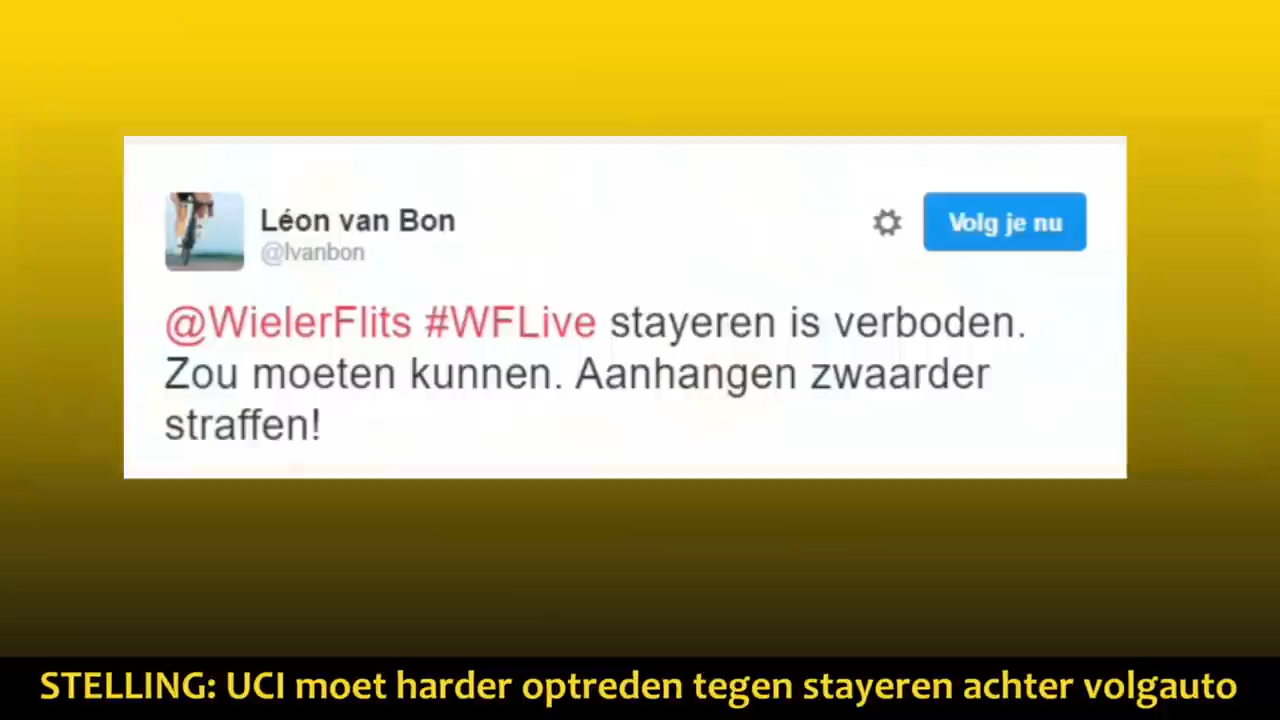 Léon van Bon
@lvanbon
Volg je nu
@WielerFlits #WFLive stayeren is verboden.
Zou moeten kunnen. Aanhangen zwaarder
straffen!
STELLING: UCI moet harder optreden tegen stayeren achter volgauto